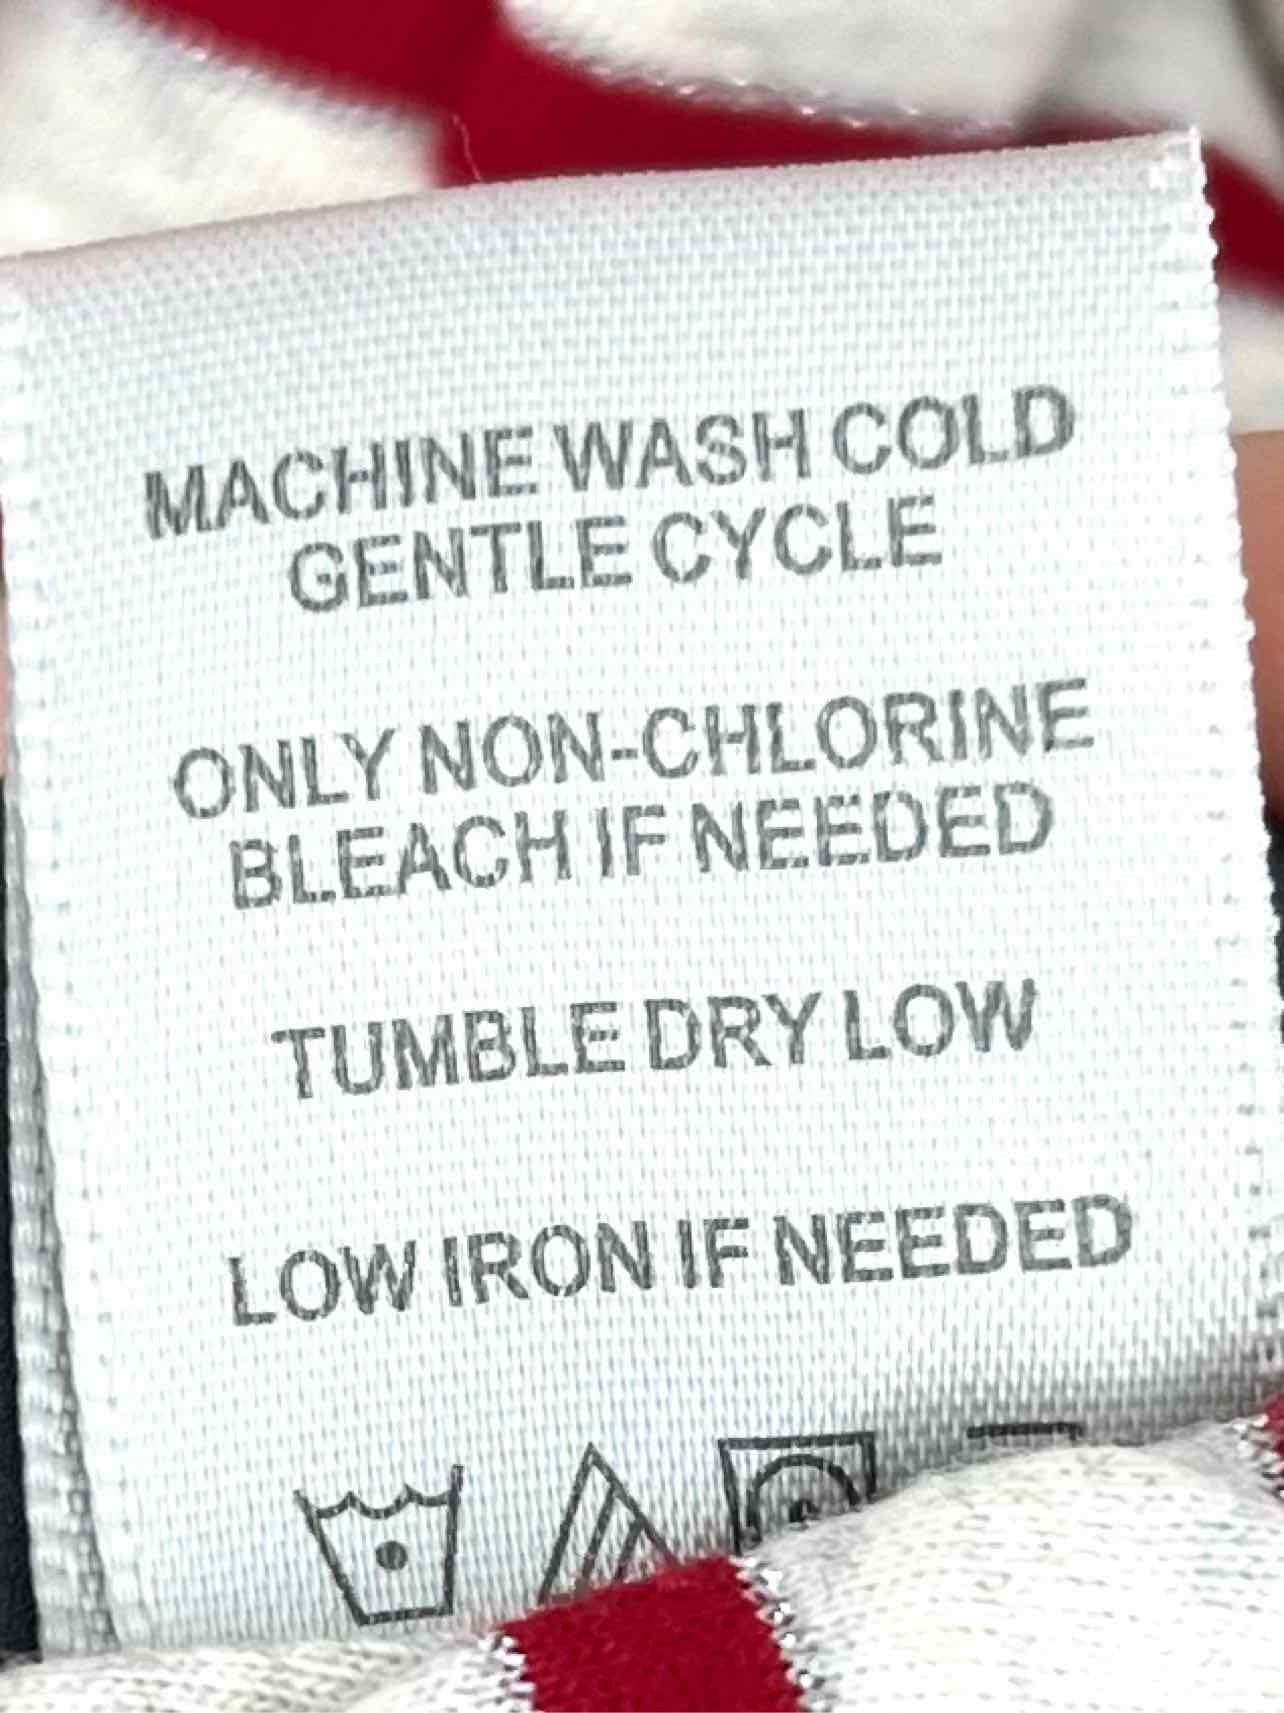 MACHINE WASH COLD
GENTLE CYCLE
ONLY NON-CHLORINE
BLEACH IF NEEDED
TUMBLE DRY LOW
LOW IRON IF NEEDED